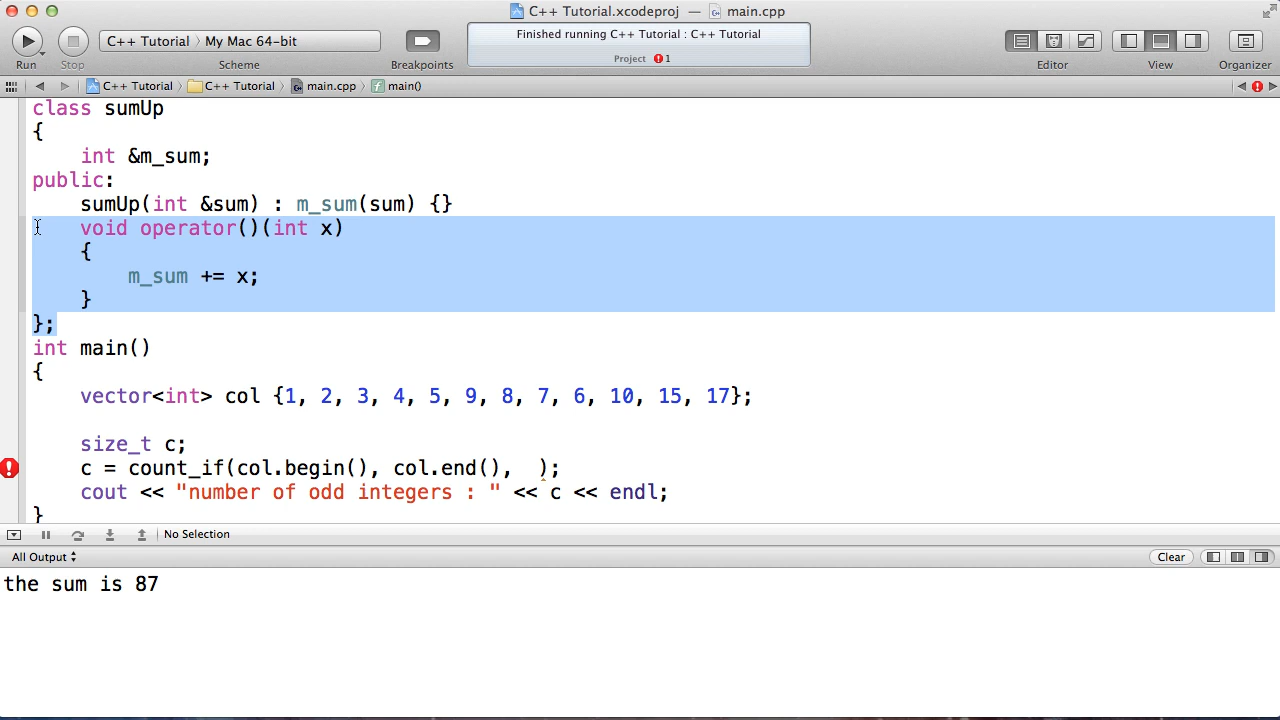 C++ Tutorial.xcodeproj — main.cpp
Run Stop C++ Tutorial 〉 My Mac 64-bit Scheme Breakpoints Finished running C++ Tutorial : C++ Tutorial Editor View Organizer
Project 1
C++ Tutorial 〉 C++ Tutorial 〉 main.cpp 〉 main()
class sumUp
{
    int &m_sum;
public:
    sumUp(int &sum) : m_sum(sum) {}
    void operator()(int x)
    {
        m_sum += x;
    }
};
int main()
{
    vector<int> col {1, 2, 3, 4, 5, 9, 8, 7, 6, 10, 15, 17};
    size_t c;
    c = count_if(col.begin(), col.end(),  );
    cout << "number of odd integers : " << c << endl;
}
No Selection
All Output Clear
the sum is 87